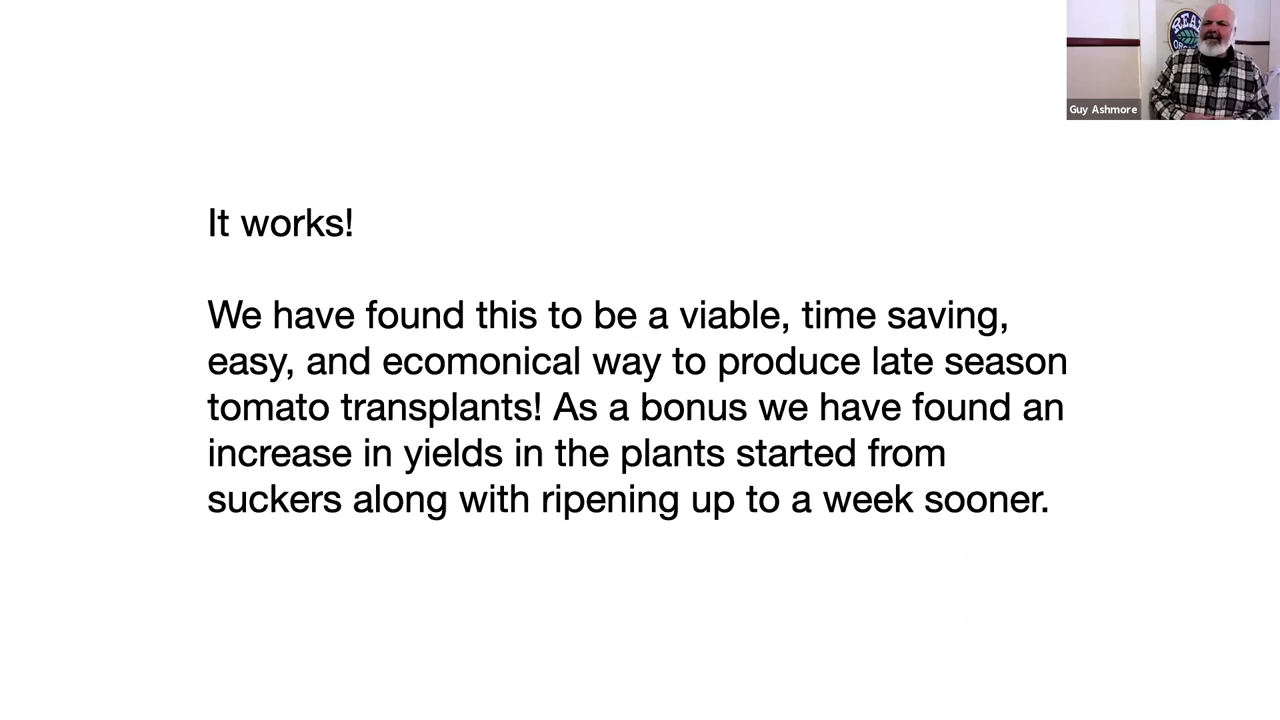 REAL
Guy Ashmore
It works!
We have found this to be a viable, time saving,
easy, and ecomonical way to produce late season
tomato transplants! As a bonus we have found an
increase in yields in the plants started from
suckers along with ripening up to a week sooner.